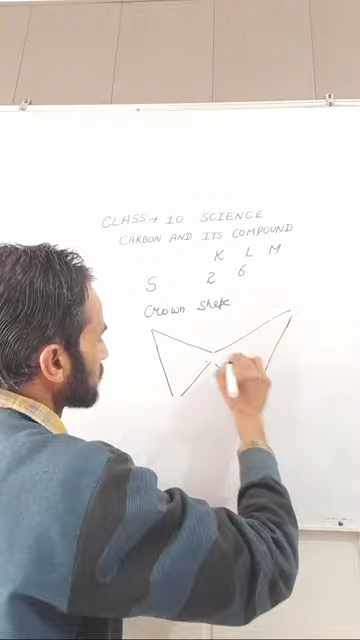 CLASS → 10 SCIENCE
CARBON AND ITS COMPOUND
K L M
S 2 6
Crown Shape